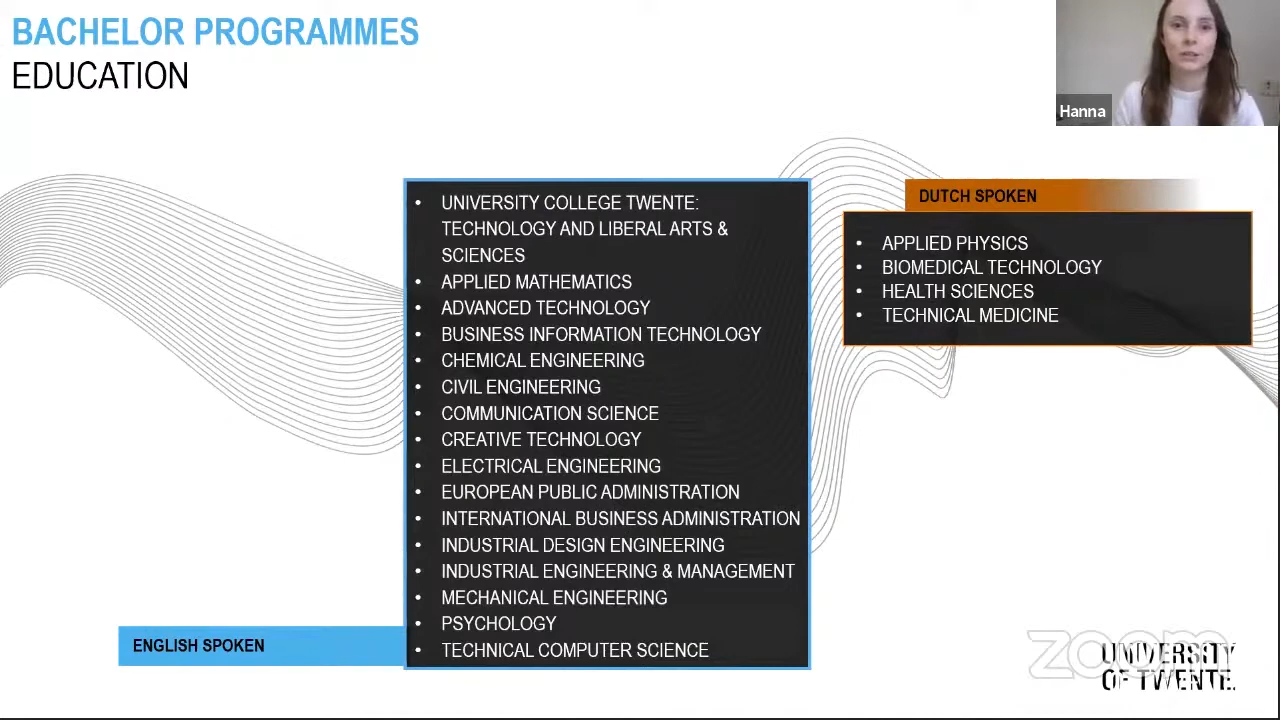 BACHELOR PROGRAMMES
EDUCATION
Hanna
• UNIVERSITY COLLEGE TWENTE:
TECHNOLOGY AND LIBERAL ARTS &
SCIENCES
• APPLIED MATHEMATICS
• ADVANCED TECHNOLOGY
• BUSINESS INFORMATION TECHNOLOGY
• CHEMICAL ENGINEERING
• CIVIL ENGINEERING
• COMMUNICATION SCIENCE
• CREATIVE TECHNOLOGY
• ELECTRICAL ENGINEERING
• EUROPEAN PUBLIC ADMINISTRATION
• INTERNATIONAL BUSINESS ADMINISTRATION
• INDUSTRIAL DESIGN ENGINEERING
• INDUSTRIAL ENGINEERING & MANAGEMENT
• MECHANICAL ENGINEERING
• PSYCHOLOGY
• TECHNICAL COMPUTER SCIENCE
ENGLISH SPOKEN
DUTCH SPOKEN
• APPLIED PHYSICS
• BIOMEDICAL TECHNOLOGY
• HEALTH SCIENCES
• TECHNICAL MEDICINE
zoom
UNIVERSITY
OF TWENTE.